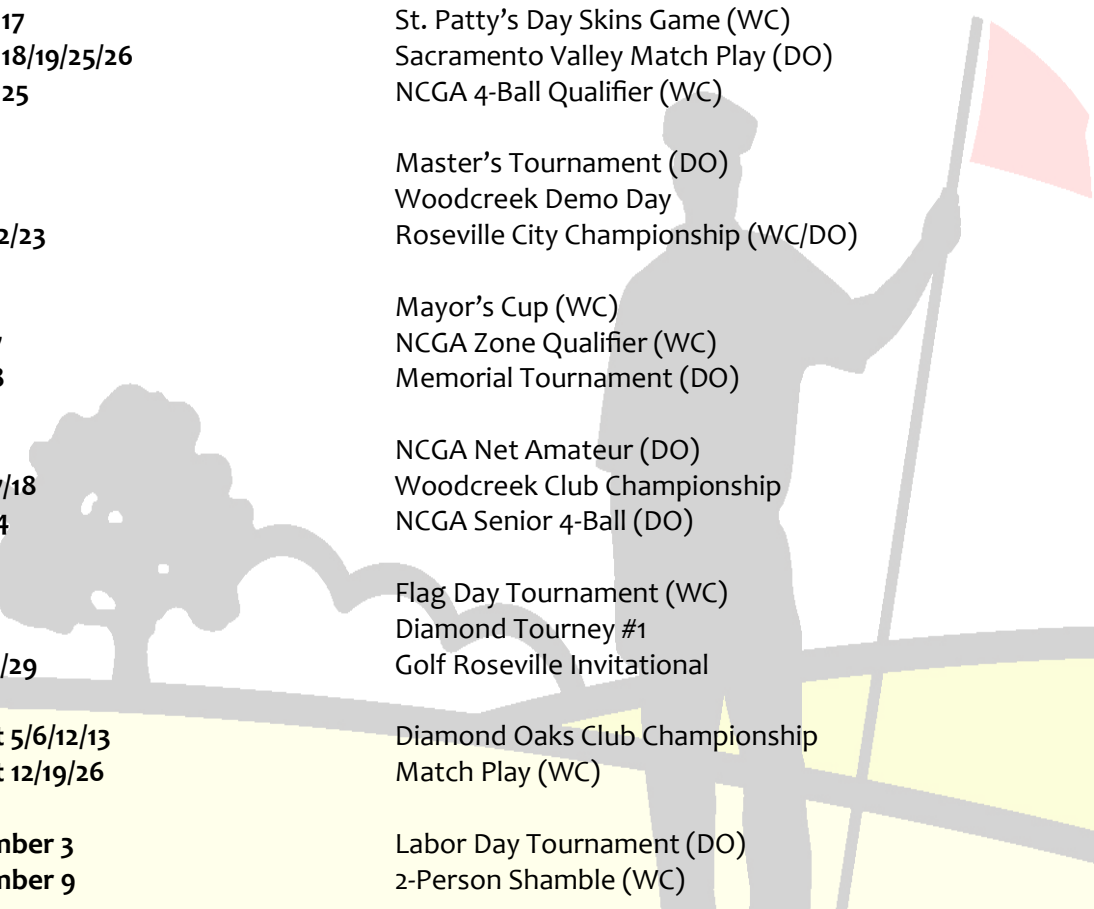 17 St. Patty's Day Skins Game (WC)
18/19/25/26 Sacramento Valley Match Play (DO)
25 NCGA 4-Ball Qualifier (WC)
Master's Tournament (DO)
Woodcreek Demo Day
2/23 Roseville City Championship (WC/DO)
Mayor's Cup (WC)
NCGA Zone Qualifier (WC)
Memorial Tournament (DO)
NCGA Net Amateur (DO)
/18 Woodcreek Club Championship
4 NCGA Senior 4-Ball (DO)
Flag Day Tournament (WC)
Diamond Tourney #1
/29 Golf Roseville Invitational
t 5/6/12/13 Diamond Oaks Club Championship
t 12/19/26 Match Play (WC)
mber 3 Labor Day Tournament (DO)
mber 9 2-Person Shamble (WC)